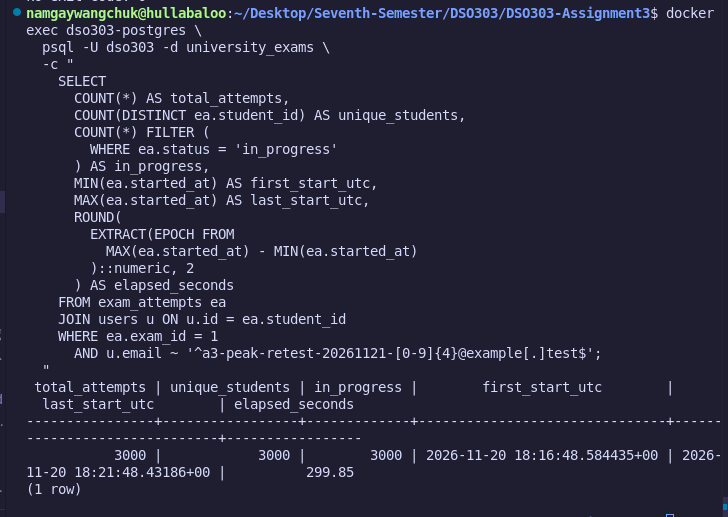 namgaywangchuk@hullabaloo:~/Desktop/Seventh-Semester/DSO303/DSO303-Assignment3$ docker
exec dso303-postgres \
  psql -U dso303 -d university_exams \
  -c "
    SELECT
      COUNT(*) AS total_attempts,
      COUNT(DISTINCT ea.student_id) AS unique_students,
      COUNT(*) FILTER (
        WHERE ea.status = 'in_progress'
      ) AS in_progress,
      MIN(ea.started_at) AS first_start_utc,
      MAX(ea.started_at) AS last_start_utc,
      ROUND(
        EXTRACT(EPOCH FROM
          MAX(ea.started_at) - MIN(ea.started_at)
        )::numeric, 2
      ) AS elapsed_seconds
    FROM exam_attempts ea
    JOIN users u ON u.id = ea.student_id
    WHERE ea.exam_id = 1
      AND u.email ~ '^a3-peak-retest-20261121-[0-9]{4}@example[.]test$';
  "
 total_attempts | unique_students | in_progress |        first_start_utc        |
  last_start_utc        | elapsed_seconds
----------------+-----------------+-------------+-------------------------------+------
------------------------+-----------------
           3000 |            3000 |        3000 | 2026-11-20 18:16:48.584435+00 | 2026-
11-20 18:21:48.43186+00 |          299.85
(1 row)